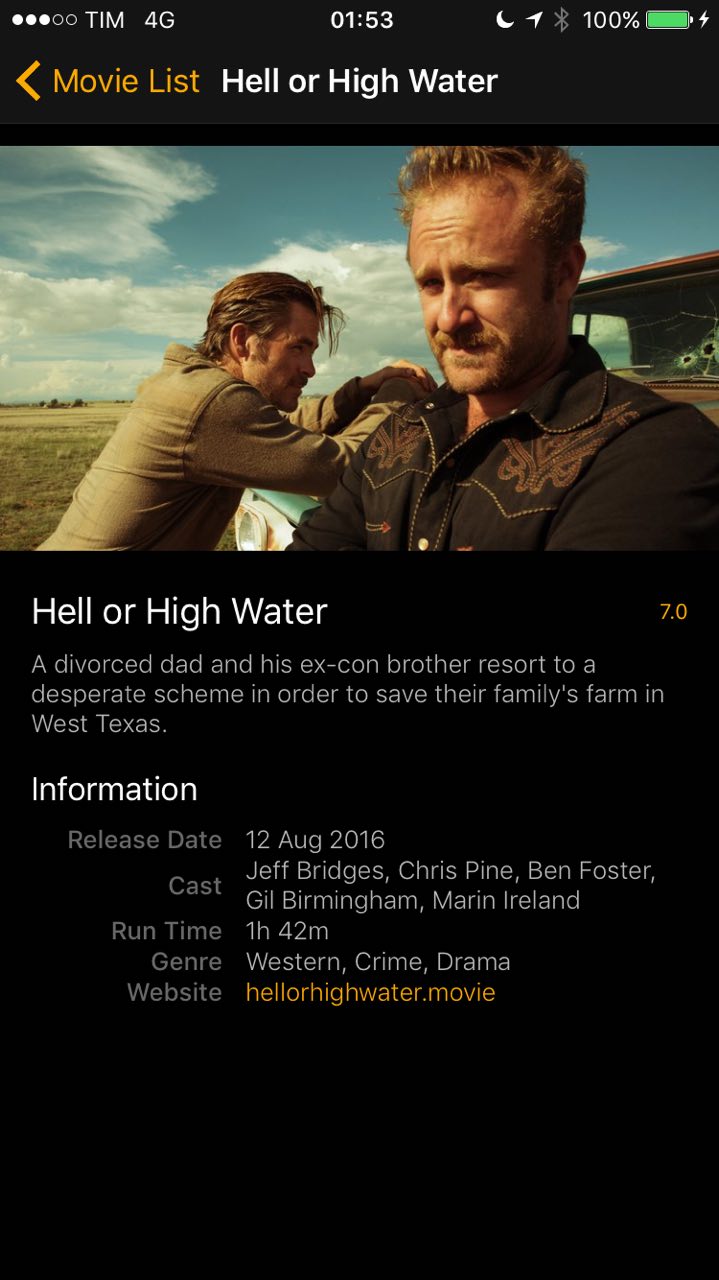 TIM 4G 01:53 100%
Movie List Hell or High Water
Hell or High Water 7.0
A divorced dad and his ex-con brother resort to a
desperate scheme in order to save their family's farm in
West Texas.
Information
Release Date 12 Aug 2016
Cast Jeff Bridges, Chris Pine, Ben Foster,
Gil Birmingham, Marin Ireland
Run Time 1h 42m
Genre Western, Crime, Drama
Website hellorhighwater.movie